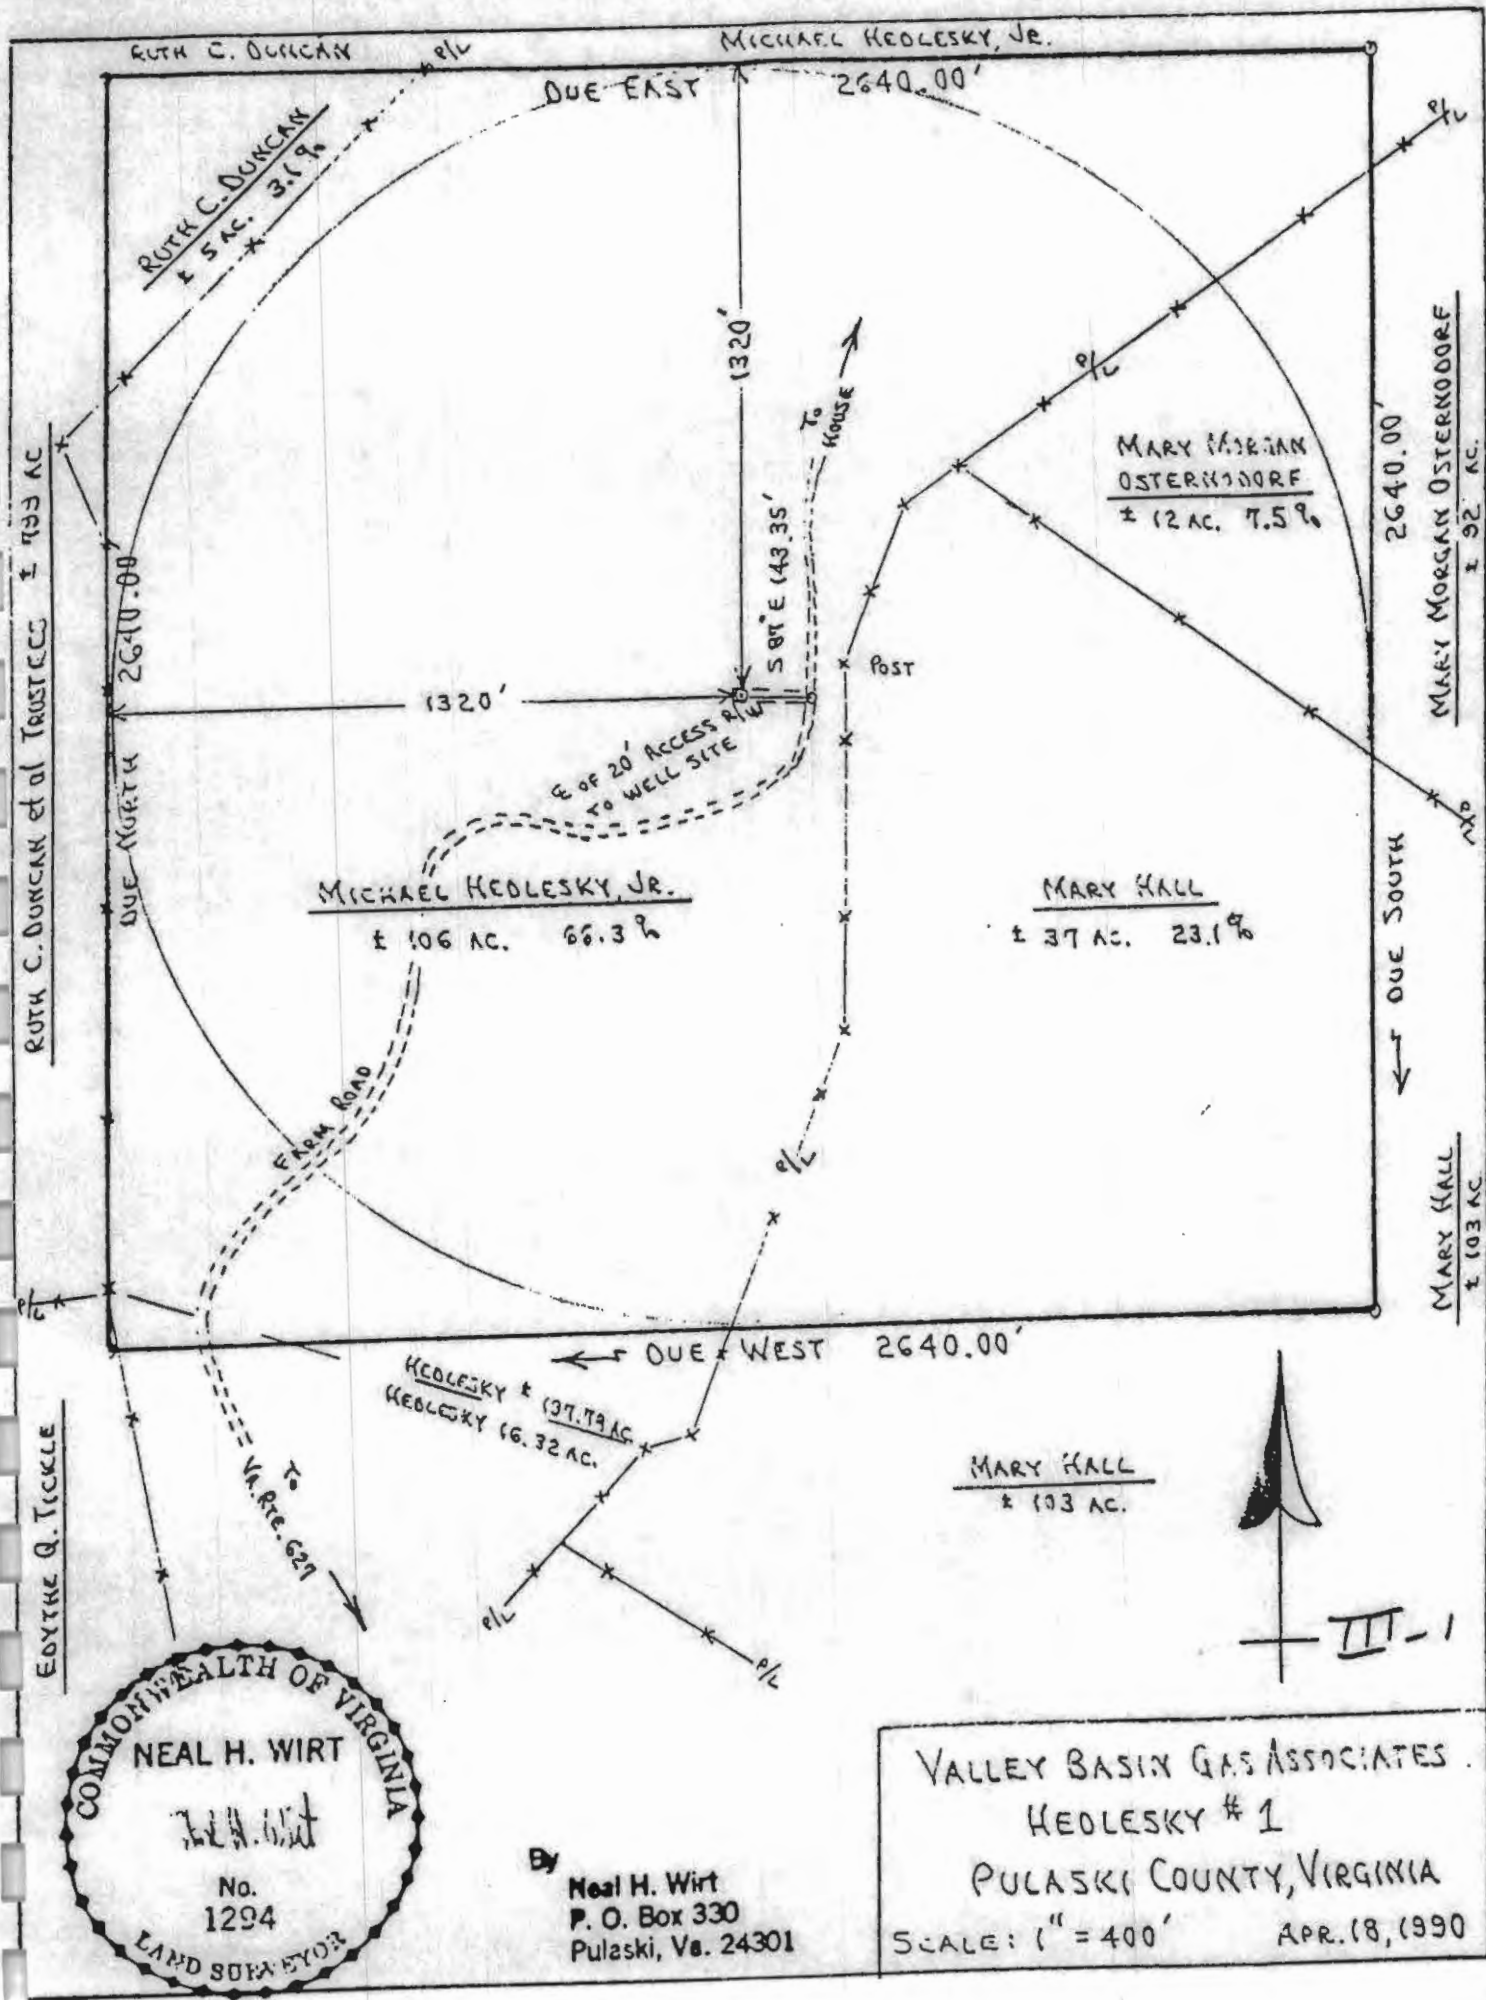 RUTH C. DUNCAN
P/L
MICHAEL HEDLESKY, JR.
DUE EAST 2640.00'
P/L
RUTH C. DUNCAN
± 5 AC. 3.1%
1320'
TO
HOUSE
P/L
MARY MORGAN
OSTERNDORF
± 12 AC. 7.5%
2640.00'
MARY MORGAN OSTERNDORF
± 92 AC.
RUTH C. DUNCAN et al TRUSTEES ± 799 AC
DUE NORTH 2640.00'
S 87° E 143.35'
POST
1320'
℄ OF 20' ACCESS R/W
TO WELL SITE
MICHAEL HEDLESKY, JR.
± 106 AC. 66.3%
MARY HALL
± 37 AC. 23.1%
DUE SOUTH
FARM ROAD
P/L
MARY HALL
± 103 AC.
P/L
P/L
DUE WEST 2640.00'
HEDLESKY ± 137.79 AC.
HEDLESKY 16.32 AC.
MARY HALL
± 103 AC.
EDYTHE Q. TICKLE
TO
VA. RTE. 627
P/L
P/L
III-1
COMMONWEALTH OF VIRGINIA
NEAL H. WIRT
Neal H. Wirt
No.
1294
LAND SURVEYOR
By
Neal H. Wirt
P. O. Box 330
Pulaski, Va. 24301
VALLEY BASIN GAS ASSOCIATES
HEDLESKY # 1
PULASKI COUNTY, VIRGINIA
SCALE: 1" = 400' APR. 18, 1990